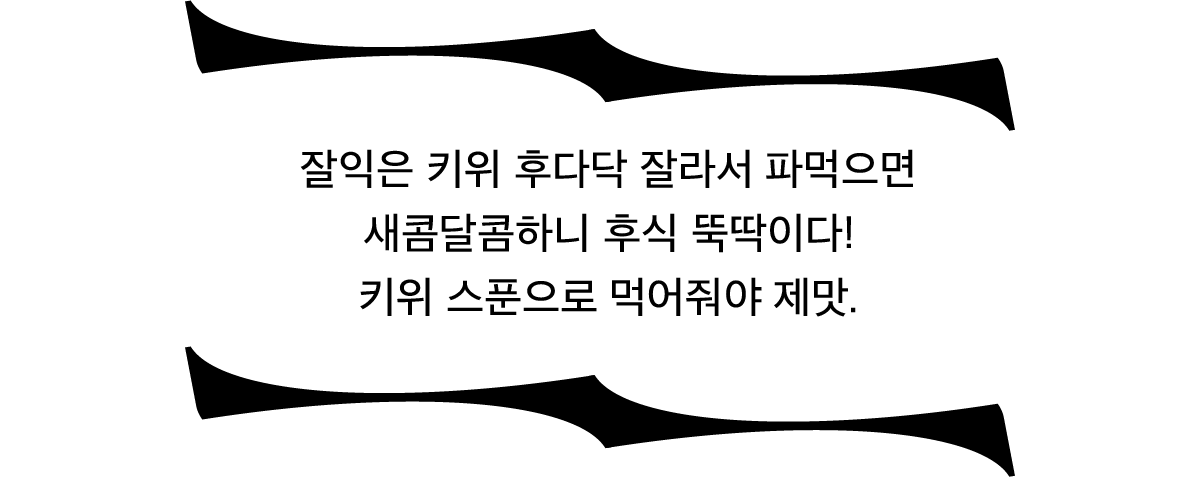 잘익은 키위 후다닥 잘라서 파먹으면
새콤달콤하니 후식 뚝딱이다!
키위 스푼으로 먹어줘야 제맛.